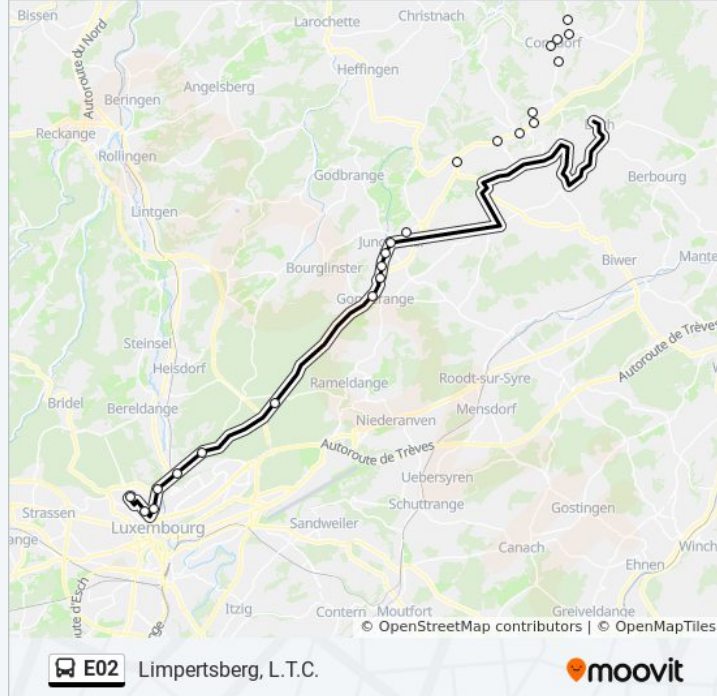 Bissen
Larochette
Christnach
Heffingen
Autoroute du Nord
Angelsberg
Beringen
Reckange
Rollingen
Godbrange
Berbourg
Lintgen
Bourglinster
Biwer
Steinsel
Heisdorf
Rameldange
Roodt-sur-Syre
Autoroute de Trèves
Bridel
Bereldange
Mensdorf
Niederanven
Autoroute de Trèves
Uebersyren
Strassen
Schuttrange
Gostingen
Luxembourg
Sandweiler
Canach
Ehnen
Itzig
Contern
Moutfort
Greiveldange
© OpenStreetMap contributors | © OpenMapTiles
E02 Limpertsberg, L.T.C.
moovit